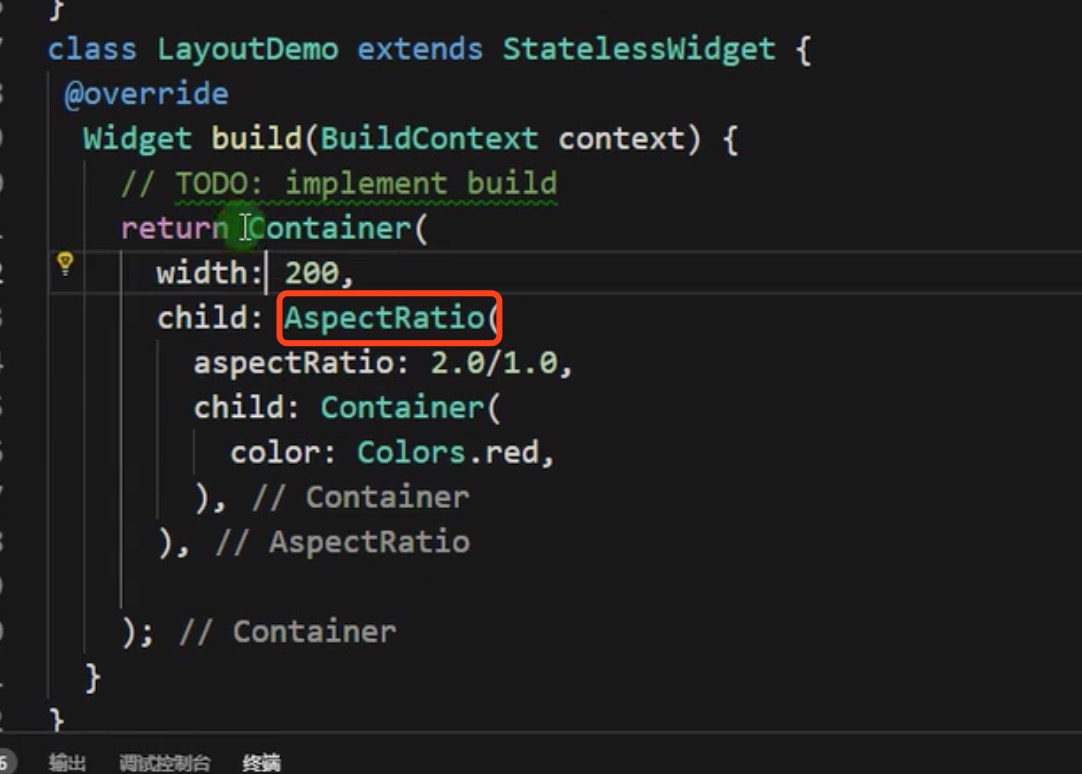 }
class LayoutDemo extends StatelessWidget {
@override
Widget build(BuildContext context) {
// TODO: implement build
return Container(
width: 200,
child: AspectRatio(
aspectRatio: 2.0/1.0,
child: Container(
color: Colors.red,
), // Container
), // AspectRatio
); // Container
}
}
输出 调试控制台 终端